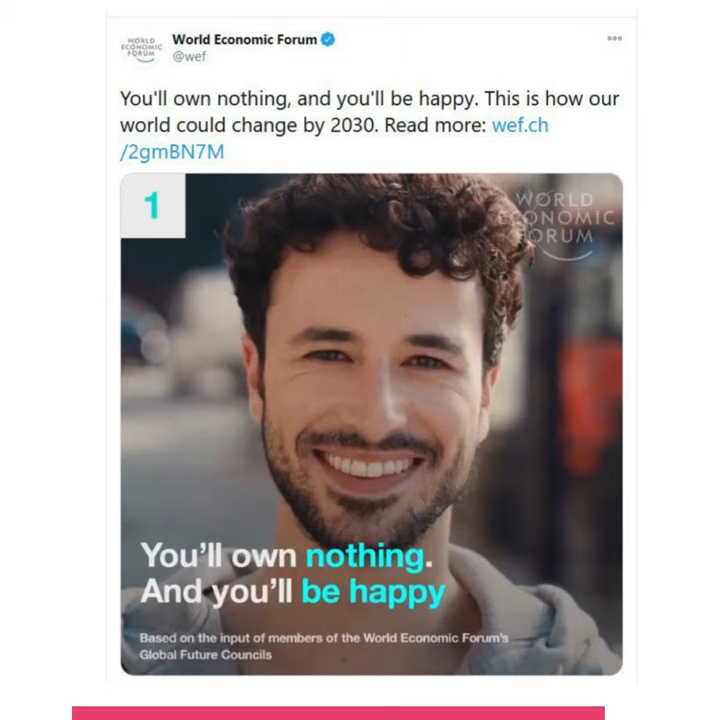 WORLD
ECONOMIC
FORUM
World Economic Forum
@wef
You'll own nothing, and you'll be happy. This is how our
world could change by 2030. Read more: wef.ch
/2gmBN7M
1
WORLD
ECONOMIC
FORUM
You'll own nothing.
And you'll be happy
Based on the input of members of the World Economic Forum's
Global Future Councils